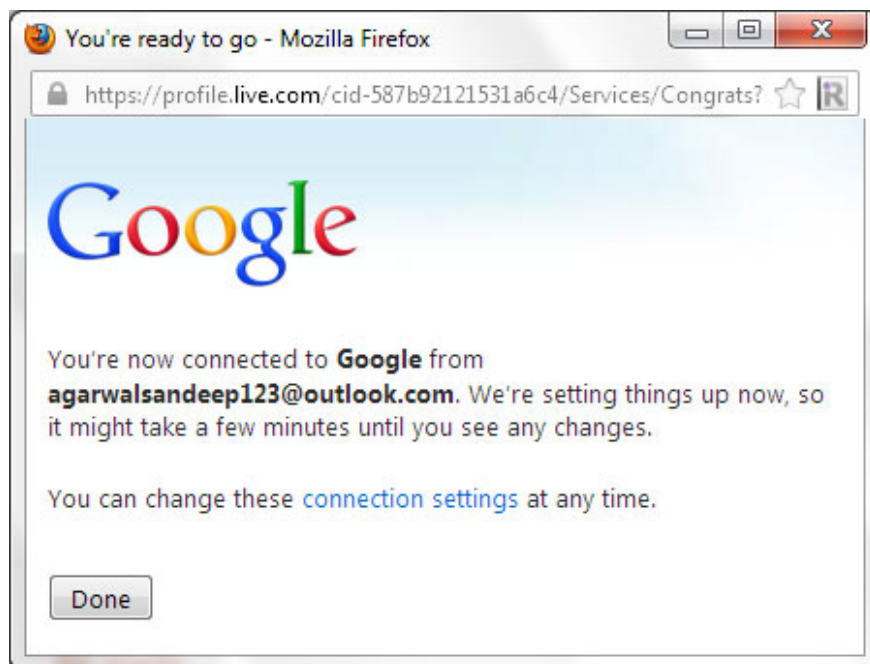 You're ready to go - Mozilla Firefox
https://profile.live.com/cid-587b92121531a6c4/Services/Congrats?
Google
You're now connected to Google from
agarwalsandeep123@outlook.com. We're setting things up now, so
it might take a few minutes until you see any changes.
You can change these connection settings at any time.
Done